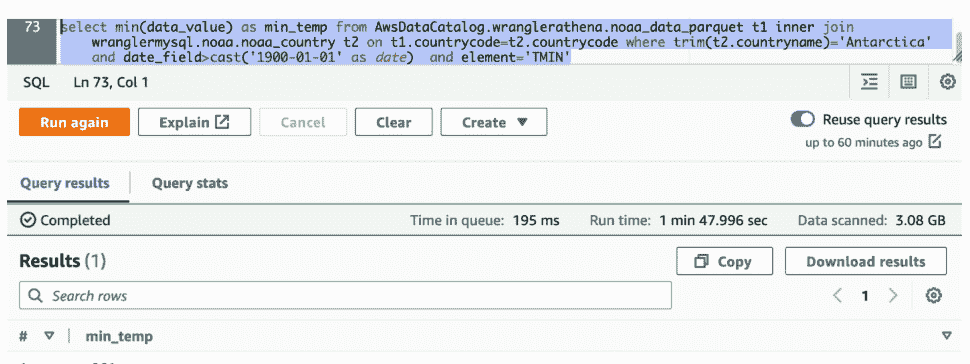 73 select min(data_value) as min_temp from AwsDataCatalog.wranglerathena.noaa_data_parquet t1 inner join
wranglermysql.noaa.noaa_country t2 on t1.countrycode=t2.countrycode where trim(t2.countryname)='Antarctica'
and date_field>cast('1900-01-01' as date)  and element='TMIN'
SQL Ln 73, Col 1
Run again Explain Cancel Clear Create Reuse query results
up to 60 minutes ago
Query results Query stats
Completed Time in queue: 195 ms Run time: 1 min 47.996 sec Data scanned: 3.08 GB
Results (1) Copy Download results
Search rows 1
# min_temp